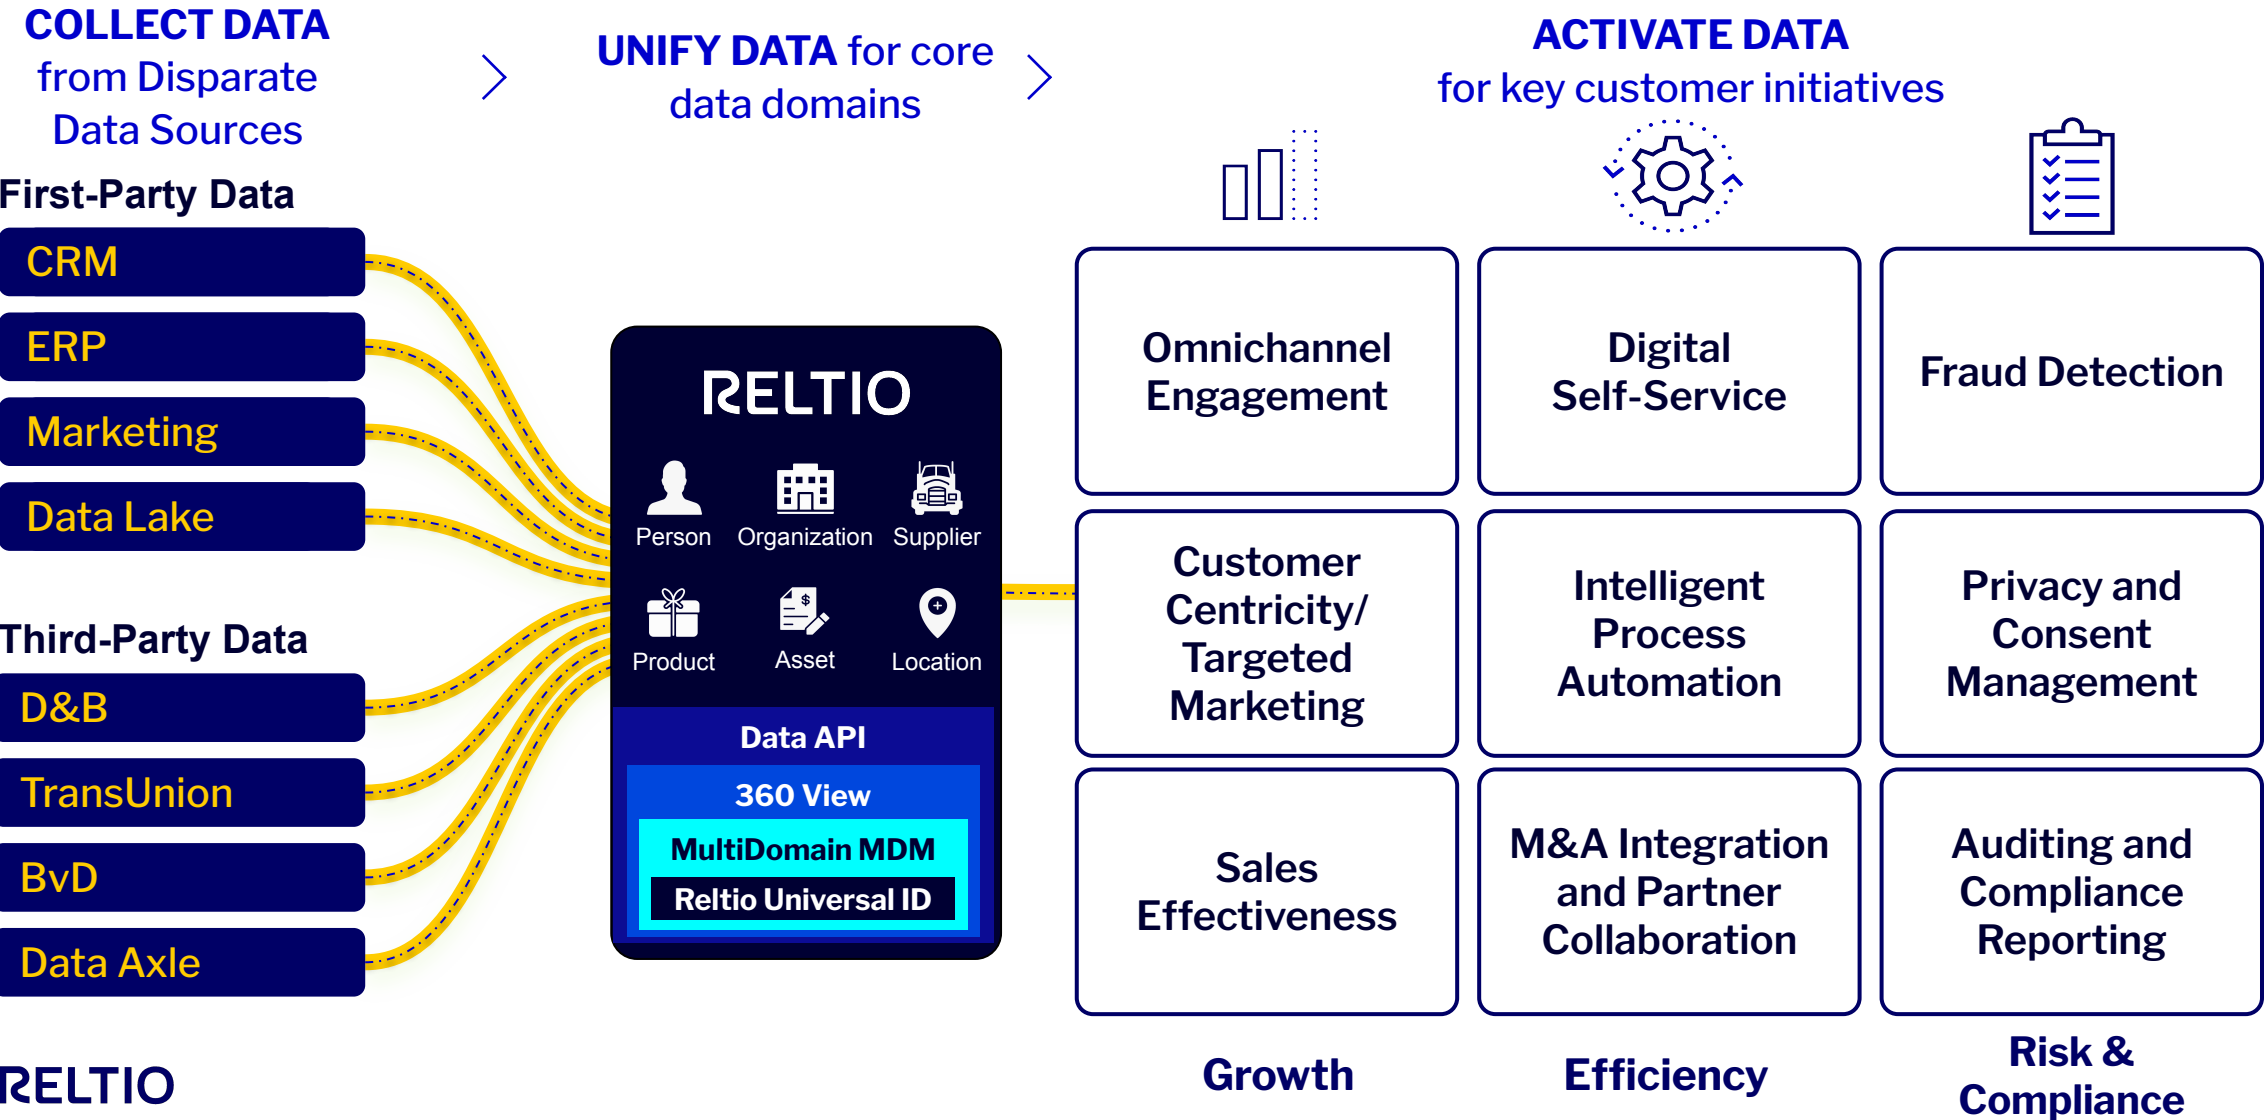 COLLECT DATA
from Disparate
Data Sources
UNIFY DATA for core
data domains
ACTIVATE DATA
for key customer initiatives
First-Party Data
CRM
ERP
Marketing
Data Lake
Third-Party Data
D&B
TransUnion
BvD
Data Axle
RELTIO
Person
Organization
Supplier
Product
Asset
Location
Data API
360 View
MultiDomain MDM
Reltio Universal ID
Omnichannel
Engagement
Digital
Self-Service
Fraud Detection
Customer
Centricity/
Targeted
Marketing
Intelligent
Process
Automation
Privacy and
Consent
Management
Sales
Effectiveness
M&A Integration
and Partner
Collaboration
Auditing and
Compliance
Reporting
Growth
Efficiency
Risk &
Compliance
RELTIO